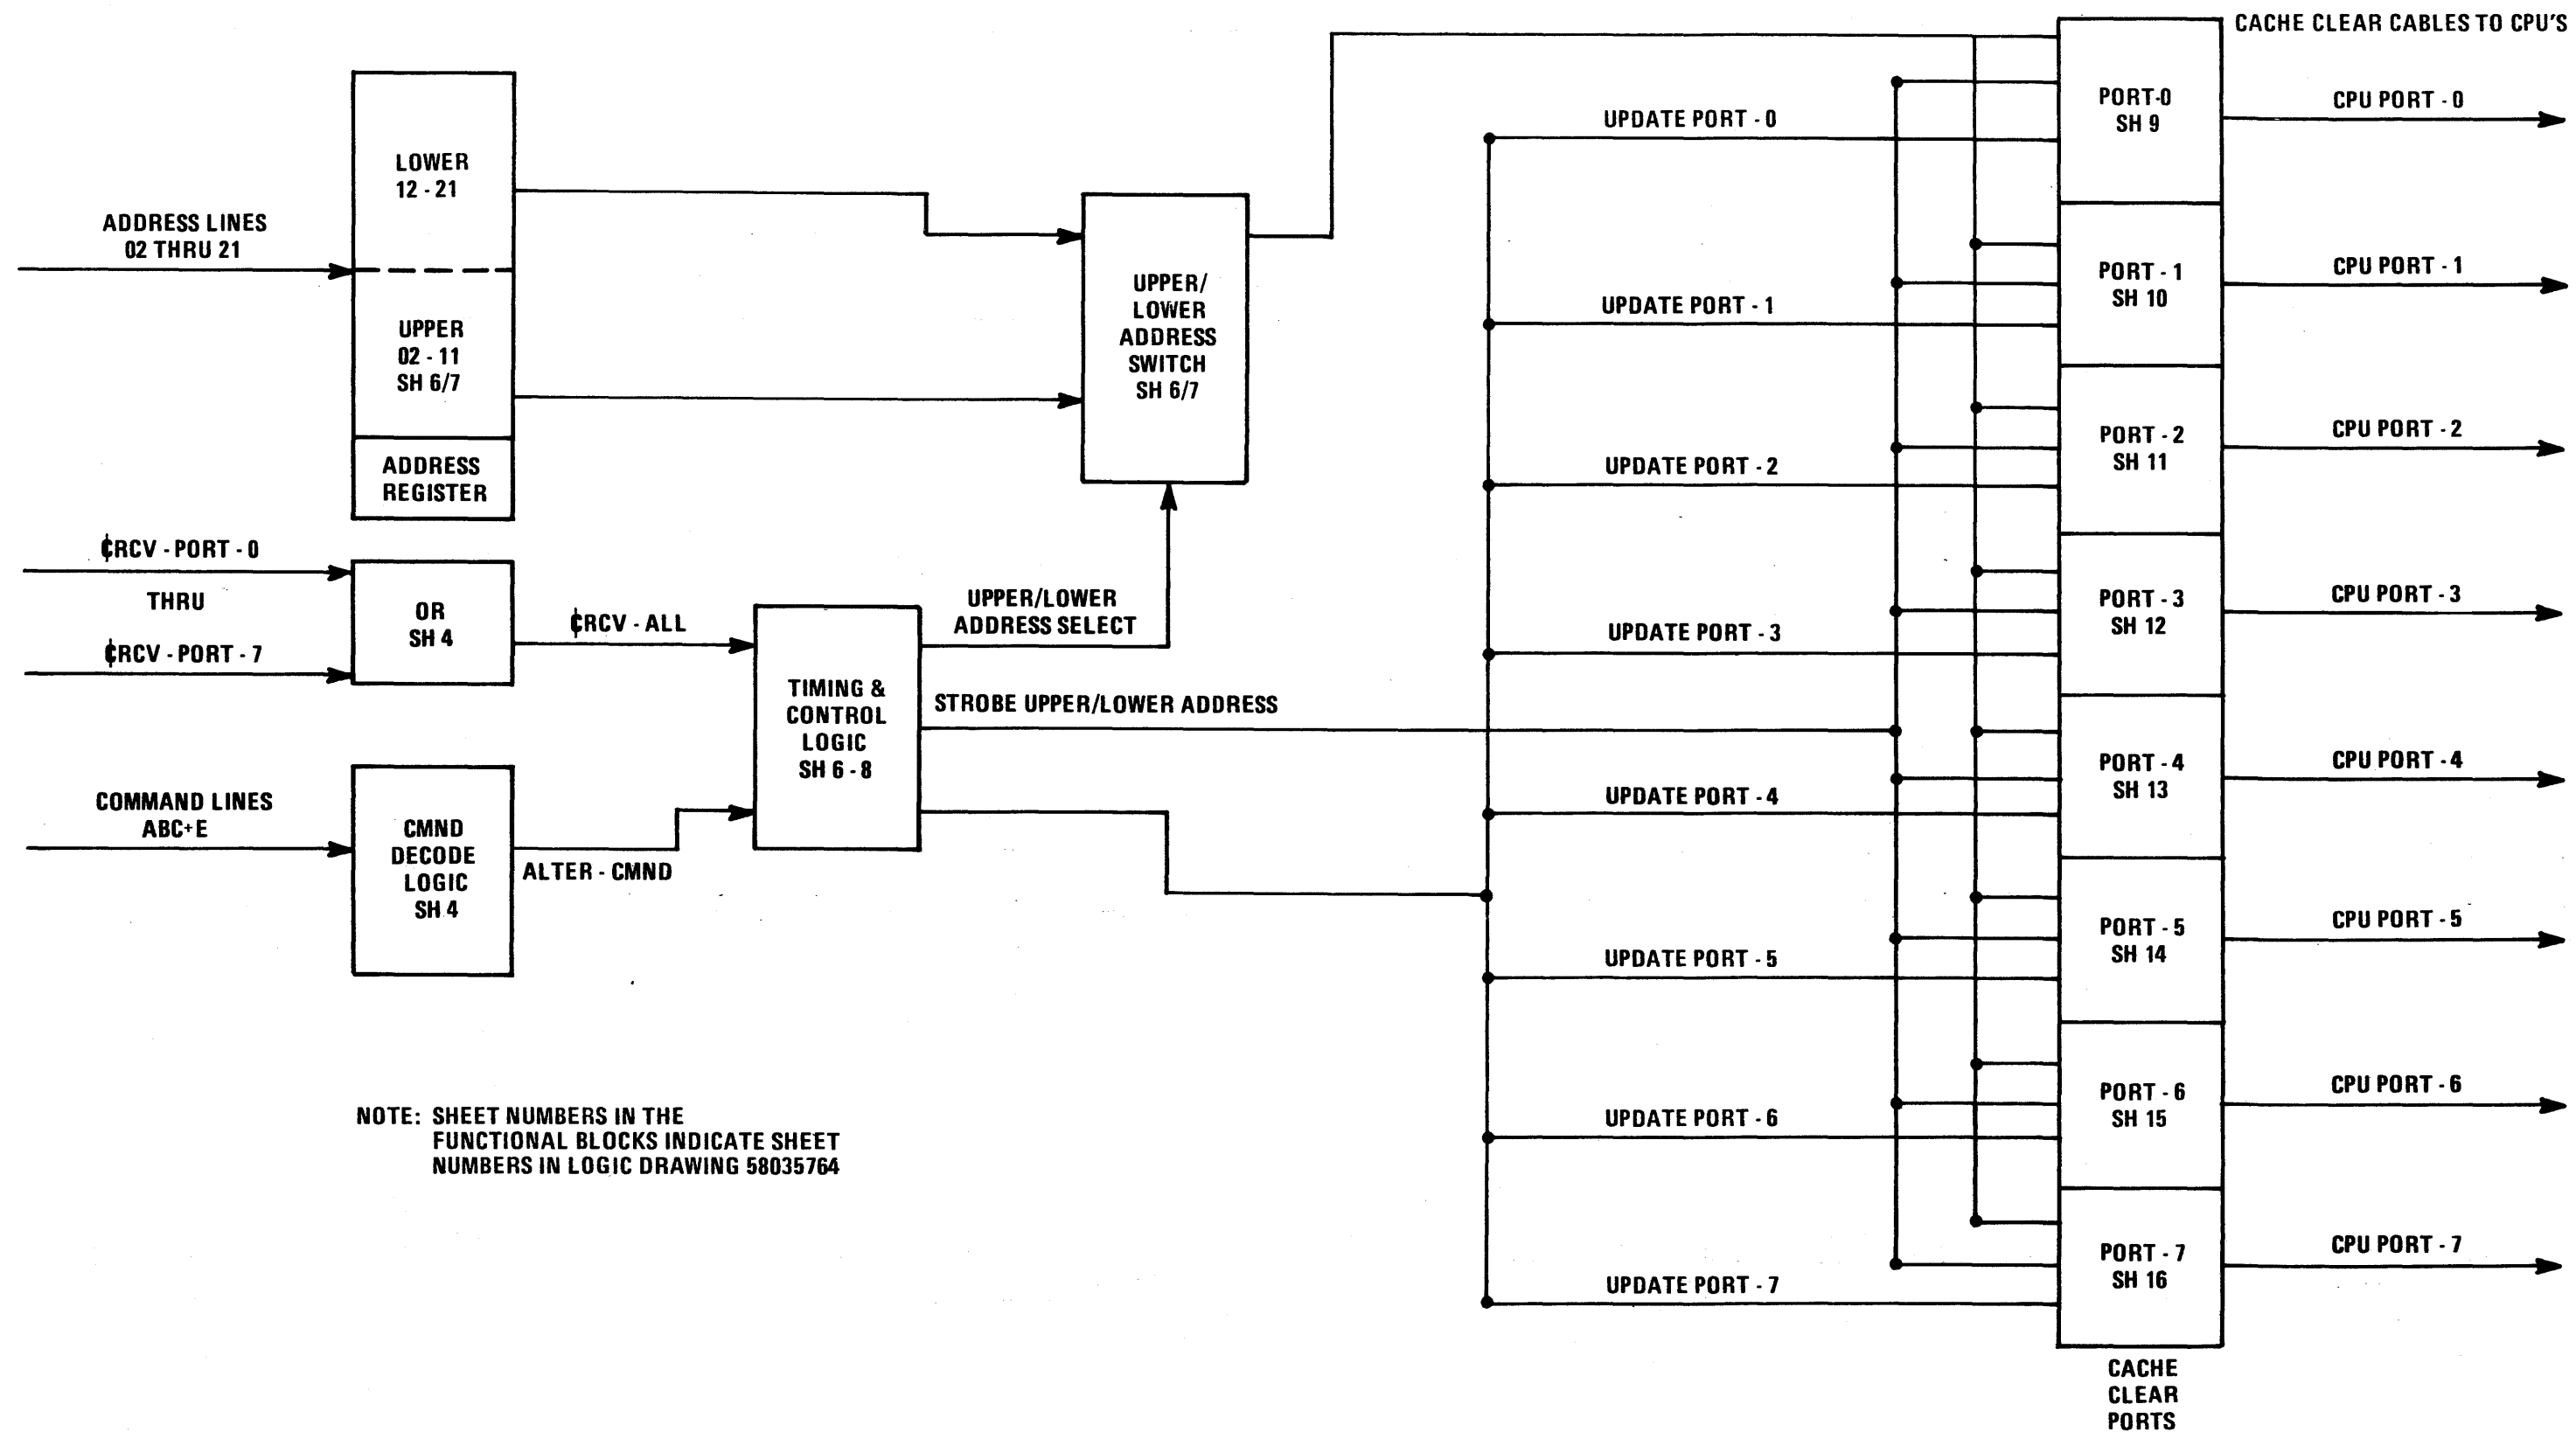 CACHE CLEAR CABLES TO CPU'S
LOWER
12 - 21
ADDRESS LINES
02 THRU 21
UPPER
02 - 11
SH 6/7
ADDRESS
REGISTER
UPPER/
LOWER
ADDRESS
SWITCH
SH 6/7
¢RCV - PORT - 0
THRU
¢RCV - PORT - 7
OR
SH 4
¢RCV - ALL
UPPER/LOWER
ADDRESS SELECT
TIMING &
CONTROL
LOGIC
SH 6 - 8
STROBE UPPER/LOWER ADDRESS
COMMAND LINES
ABC+E
CMND
DECODE
LOGIC
SH 4
ALTER - CMND
UPDATE PORT - 0
UPDATE PORT - 1
UPDATE PORT - 2
UPDATE PORT - 3
UPDATE PORT - 4
UPDATE PORT - 5
UPDATE PORT - 6
UPDATE PORT - 7
PORT-0
SH 9
PORT - 1
SH 10
PORT - 2
SH 11
PORT - 3
SH 12
PORT - 4
SH 13
PORT - 5
SH 14
PORT - 6
SH 15
PORT - 7
SH 16
CPU PORT - 0
CPU PORT - 1
CPU PORT - 2
CPU PORT - 3
CPU PORT - 4
CPU PORT - 5
CPU PORT - 6
CPU PORT - 7
CACHE
CLEAR
PORTS
NOTE: SHEET NUMBERS IN THE
FUNCTIONAL BLOCKS INDICATE SHEET
NUMBERS IN LOGIC DRAWING 58035764